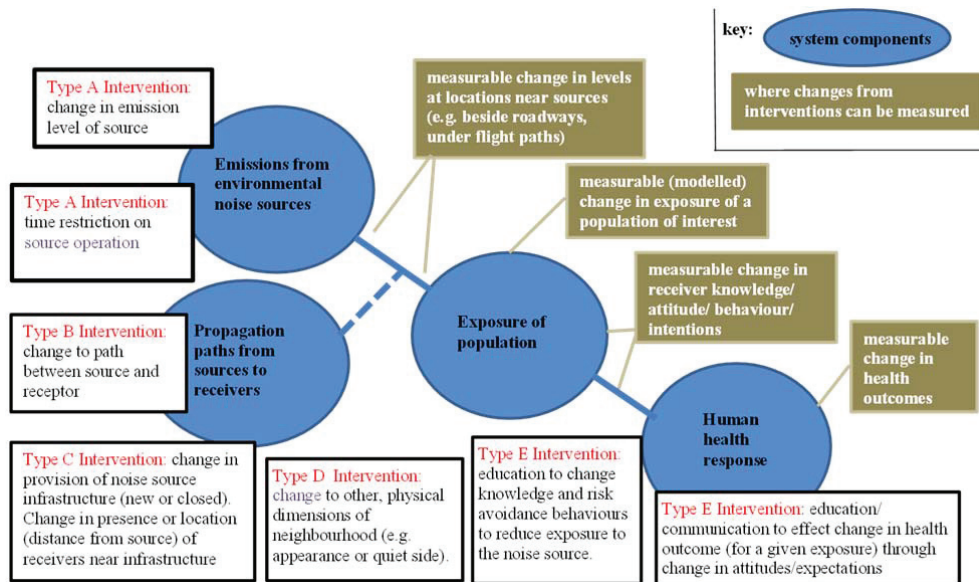 key:
system components
where changes from
interventions can be measured
Type A Intervention:
change in emission
level of source
measurable change in levels
at locations near sources
(e.g. beside roadways,
under flight paths)
Emissions from
environmental
noise sources
Type A Intervention:
time restriction on
source operation
measurable (modelled)
change in exposure of a
population of interest
measurable change in
receiver knowledge/
attitude/ behaviour/
intentions
Type B Intervention:
change to path
between source and
receptor
Propagation
paths from
sources to
receivers
Exposure of
population
measurable
change in
health
outcomes
Human
health
response
Type C Intervention: change in
provision of noise source
infrastructure (new or closed).
Change in presence or location
(distance from source) of
receivers near infrastructure
Type D  Intervention:
change to other, physical
dimensions of
neighbourhood (e.g.
appearance or quiet side).
Type E Intervention:
education to change
knowledge and risk
avoidance behaviours
to reduce exposure to
the noise source.
Type E Intervention: education/
communication to effect change in health
outcome (for a given exposure) through
change in attitudes/expectations